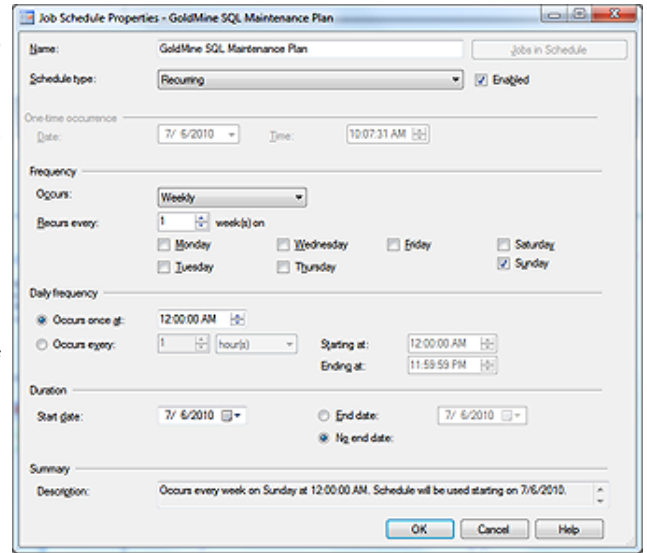 Job Schedule Properties - GoldMine SQL Maintenance Plan
Name: GoldMine SQL Maintenance Plan Jobs in Schedule
Schedule type: Recurring Enabled
One-time occurrence
Date: 7/ 6/2010 Time: 10:07:31 AM
Frequency
Occurs: Weekly
Recurs every: 1 week(s) on
Monday Wednesday Friday Saturday
Tuesday Thursday Sunday
Daily frequency
Occurs once at: 12:00:00 AM
Occurs every: 1 hour(s) Starting at: 12:00:00 AM
Ending at: 11:59:59 PM
Duration
Start date: 7/ 6/2010 End date: 7/ 6/2010
No end date:
Summary
Description: Occurs every week on Sunday at 12:00:00 AM. Schedule will be used starting on 7/6/2010.
OK Cancel Help